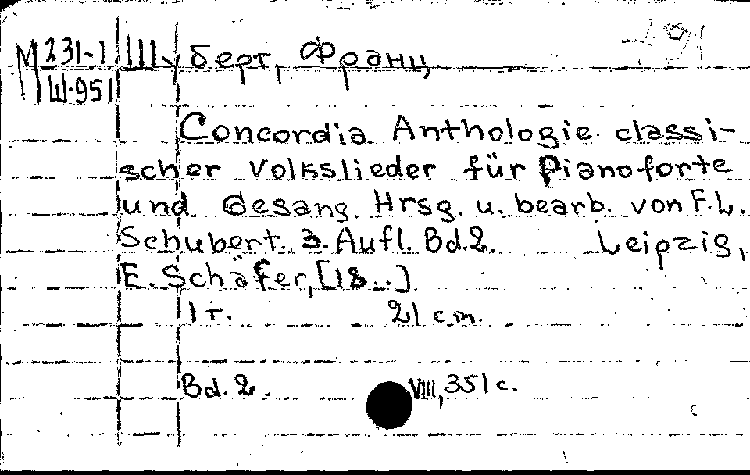 М 231-1 Шуберт, Франц
Ш-951
Concordia Anthologie classi-
scher Volkslieder für Pianoforte
und Gesang. Hrsg. u. bearb. von F.L.
Schubert. 3. Aufl. Bd.2. Leipzig,
E. Schäfer, [18..]
1 т. 21 см.
Bd. 2. VIII, 351 с.